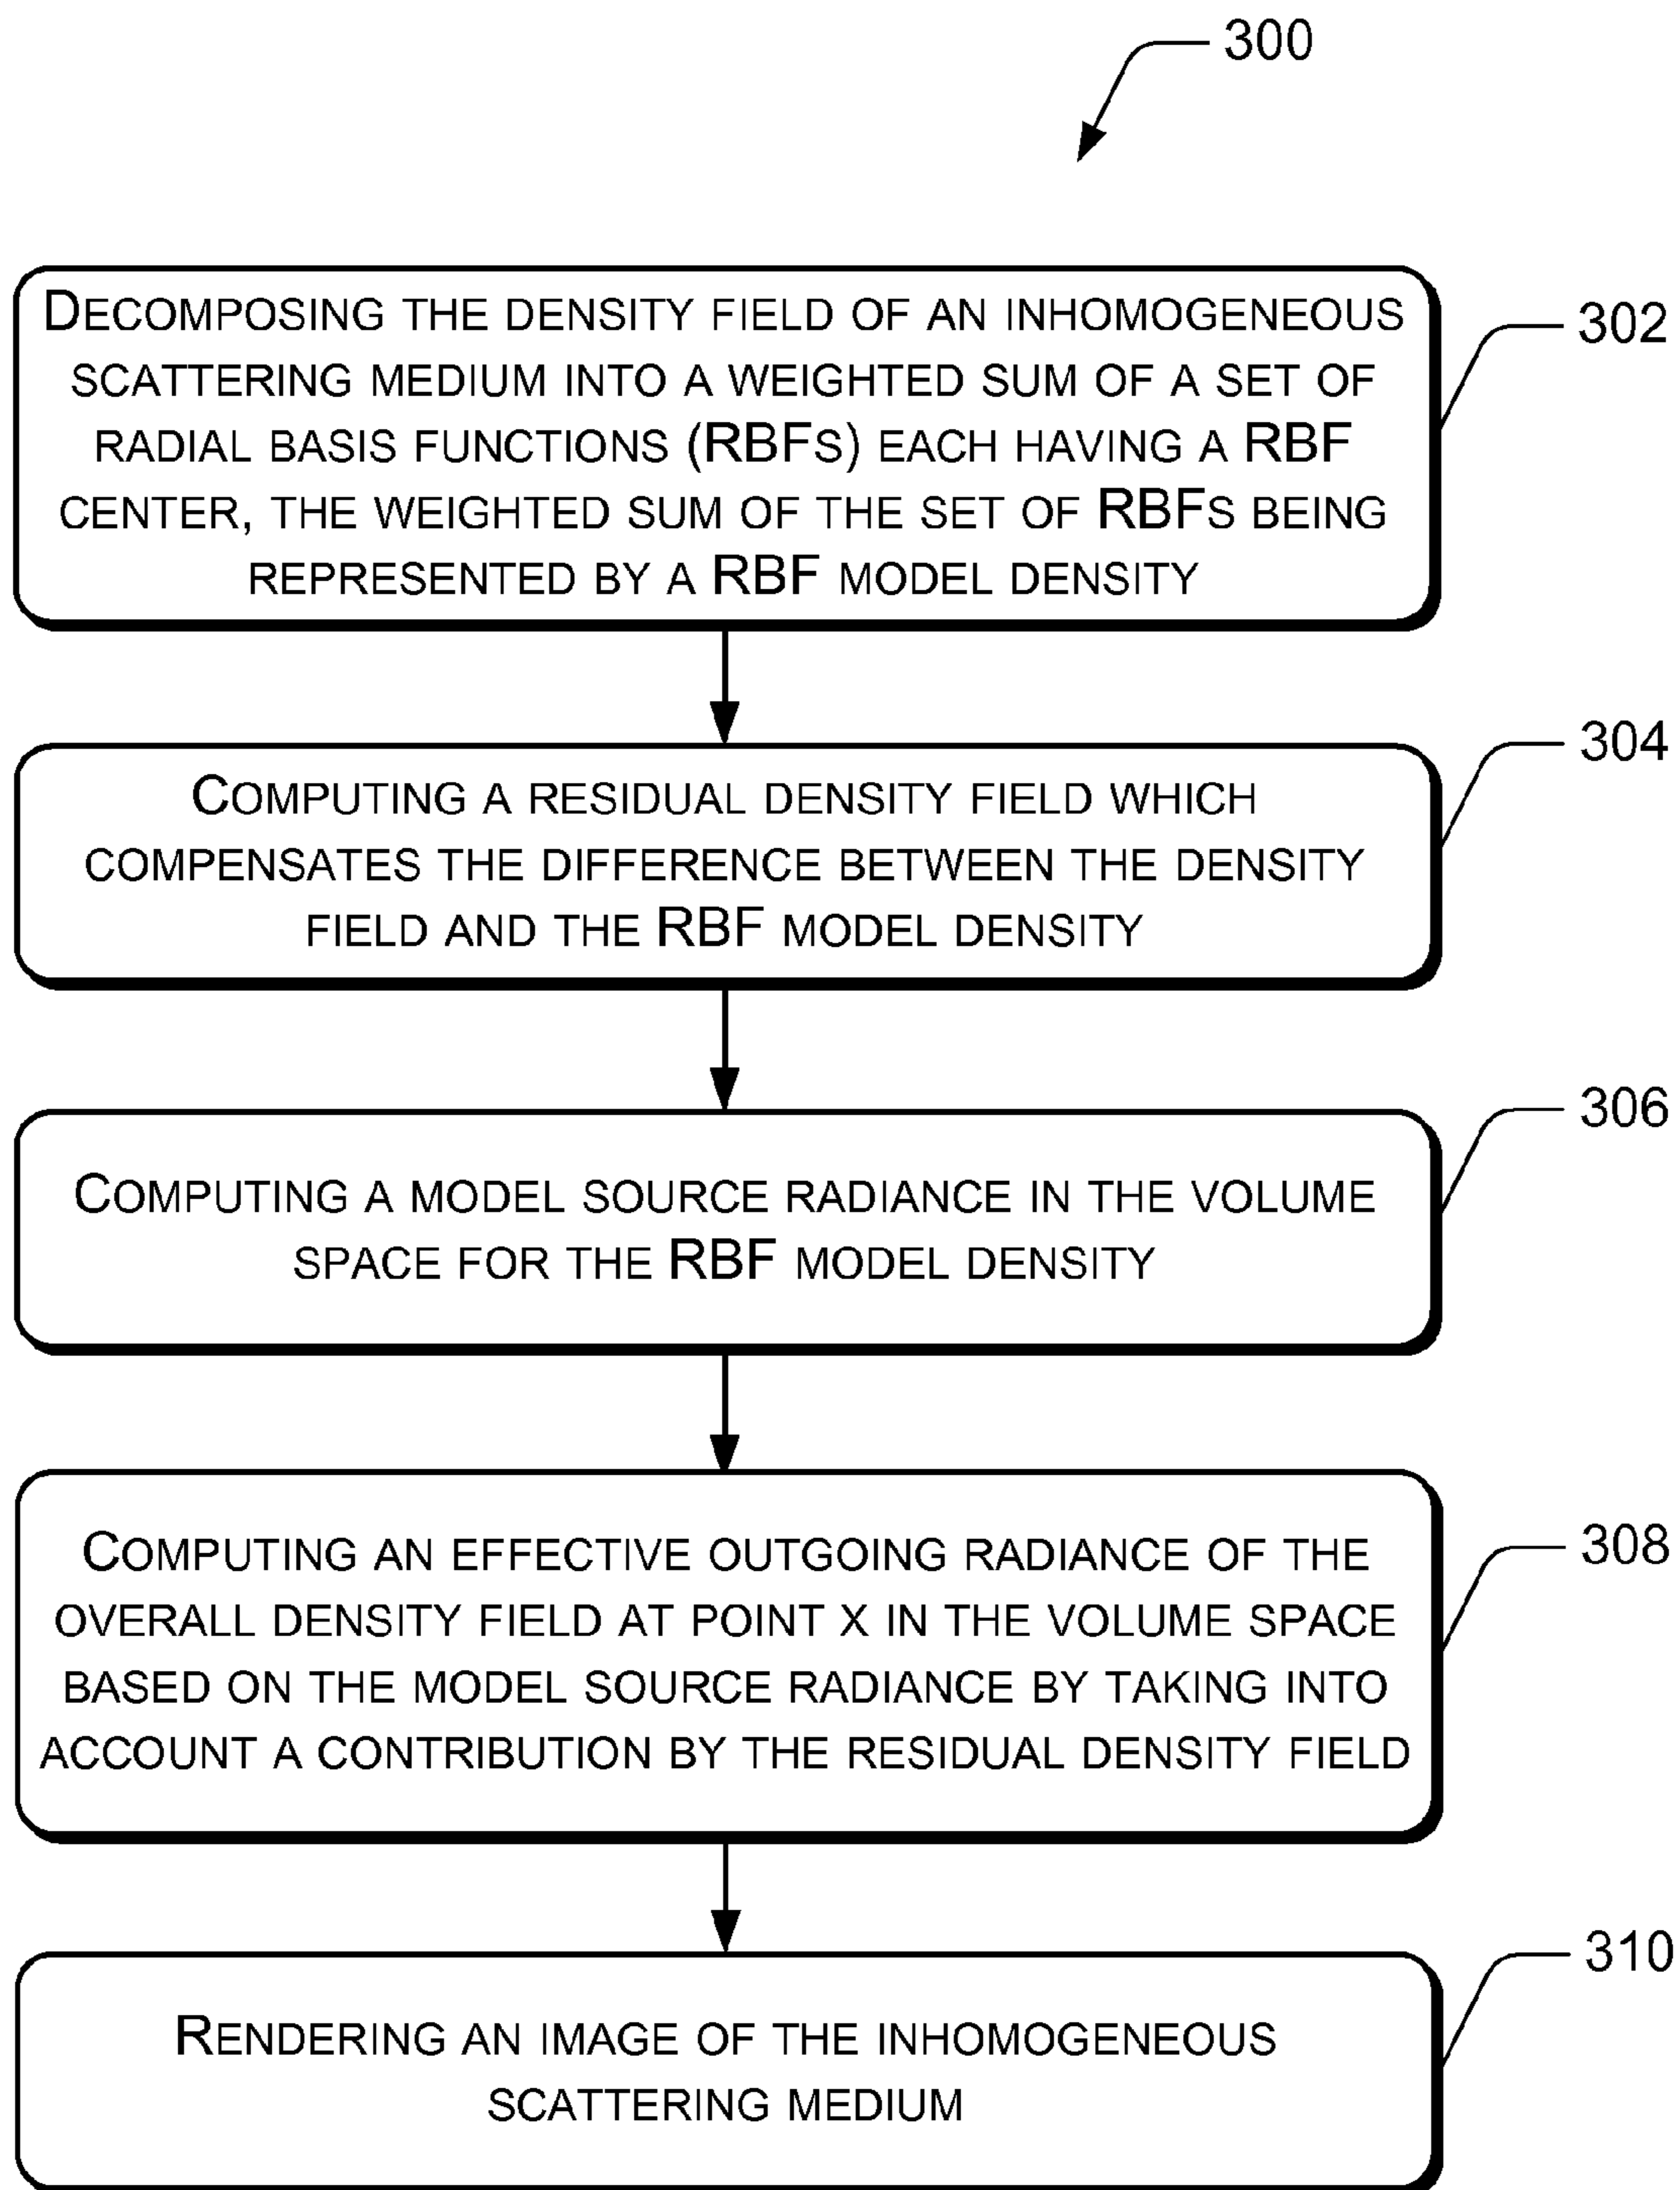 300
DECOMPOSING THE DENSITY FIELD OF AN INHOMOGENEOUS
SCATTERING MEDIUM INTO A WEIGHTED SUM OF A SET OF
RADIAL BASIS FUNCTIONS (RBFS) EACH HAVING A RBF
CENTER, THE WEIGHTED SUM OF THE SET OF RBFS BEING
REPRESENTED BY A RBF MODEL DENSITY
302
COMPUTING A RESIDUAL DENSITY FIELD WHICH
COMPENSATES THE DIFFERENCE BETWEEN THE DENSITY
FIELD AND THE RBF MODEL DENSITY
304
COMPUTING A MODEL SOURCE RADIANCE IN THE VOLUME
SPACE FOR THE RBF MODEL DENSITY
306
COMPUTING AN EFFECTIVE OUTGOING RADIANCE OF THE
OVERALL DENSITY FIELD AT POINT X IN THE VOLUME SPACE
BASED ON THE MODEL SOURCE RADIANCE BY TAKING INTO
ACCOUNT A CONTRIBUTION BY THE RESIDUAL DENSITY FIELD
308
RENDERING AN IMAGE OF THE INHOMOGENEOUS
SCATTERING MEDIUM
310